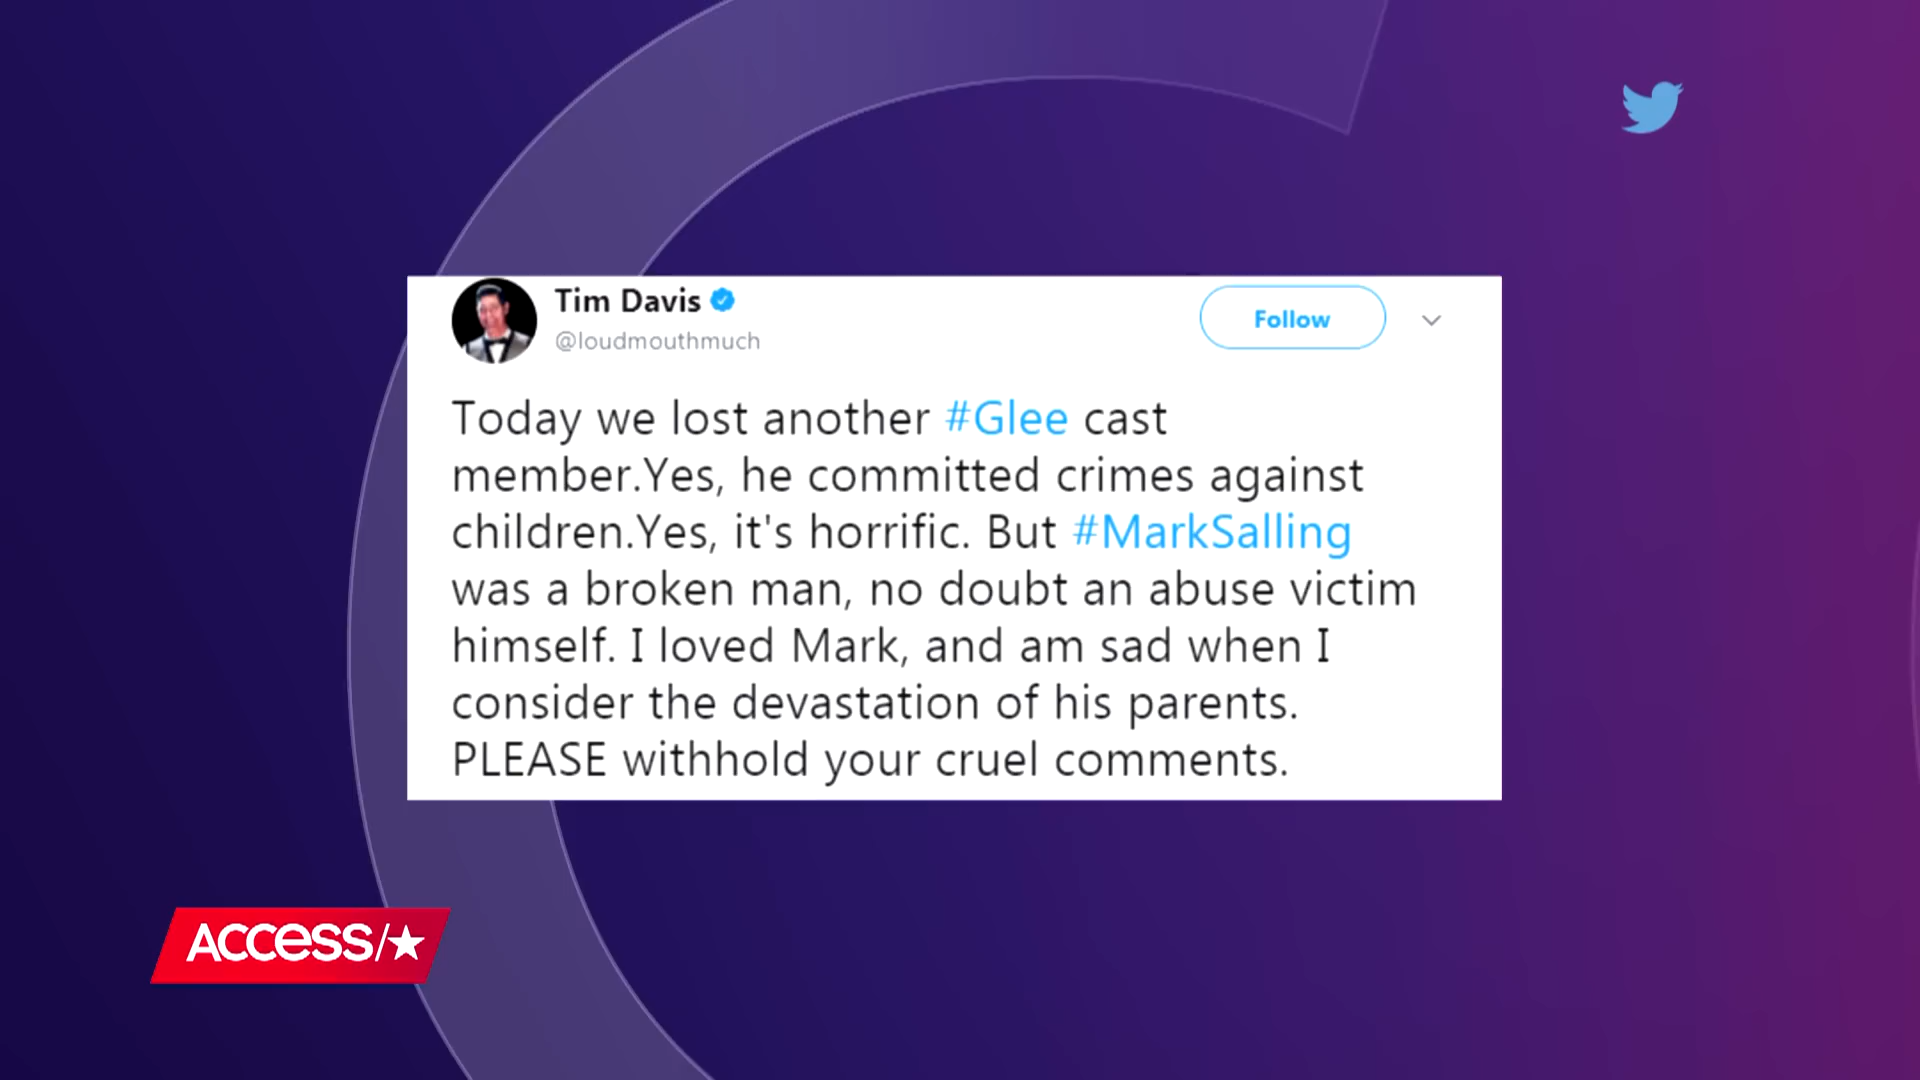 Tim Davis
@loudmouthmuch
Follow
Today we lost another #Glee cast
member.Yes, he committed crimes against
children.Yes, it's horrific. But #MarkSalling
was a broken man, no doubt an abuse victim
himself. I loved Mark, and am sad when I
consider the devastation of his parents.
PLEASE withhold your cruel comments.
ACCESS/